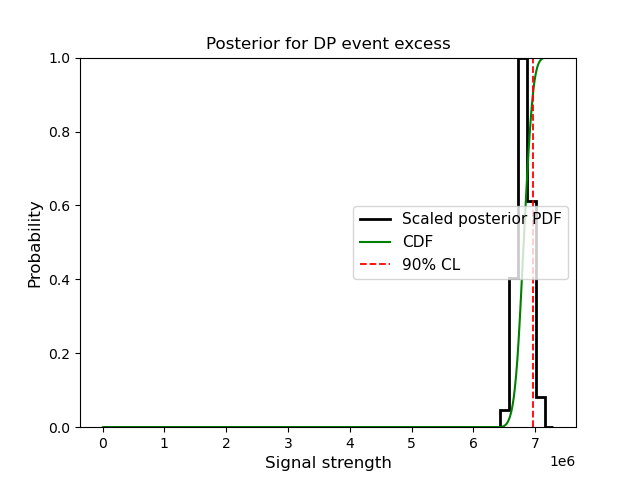 Posterior for DP event excess
1.0
0.8
0.6
0.4
0.2
0.0
Probability
Scaled posterior PDF
CDF
90% CL
0 1 2 3 4 5 6 7
1e6
Signal strength